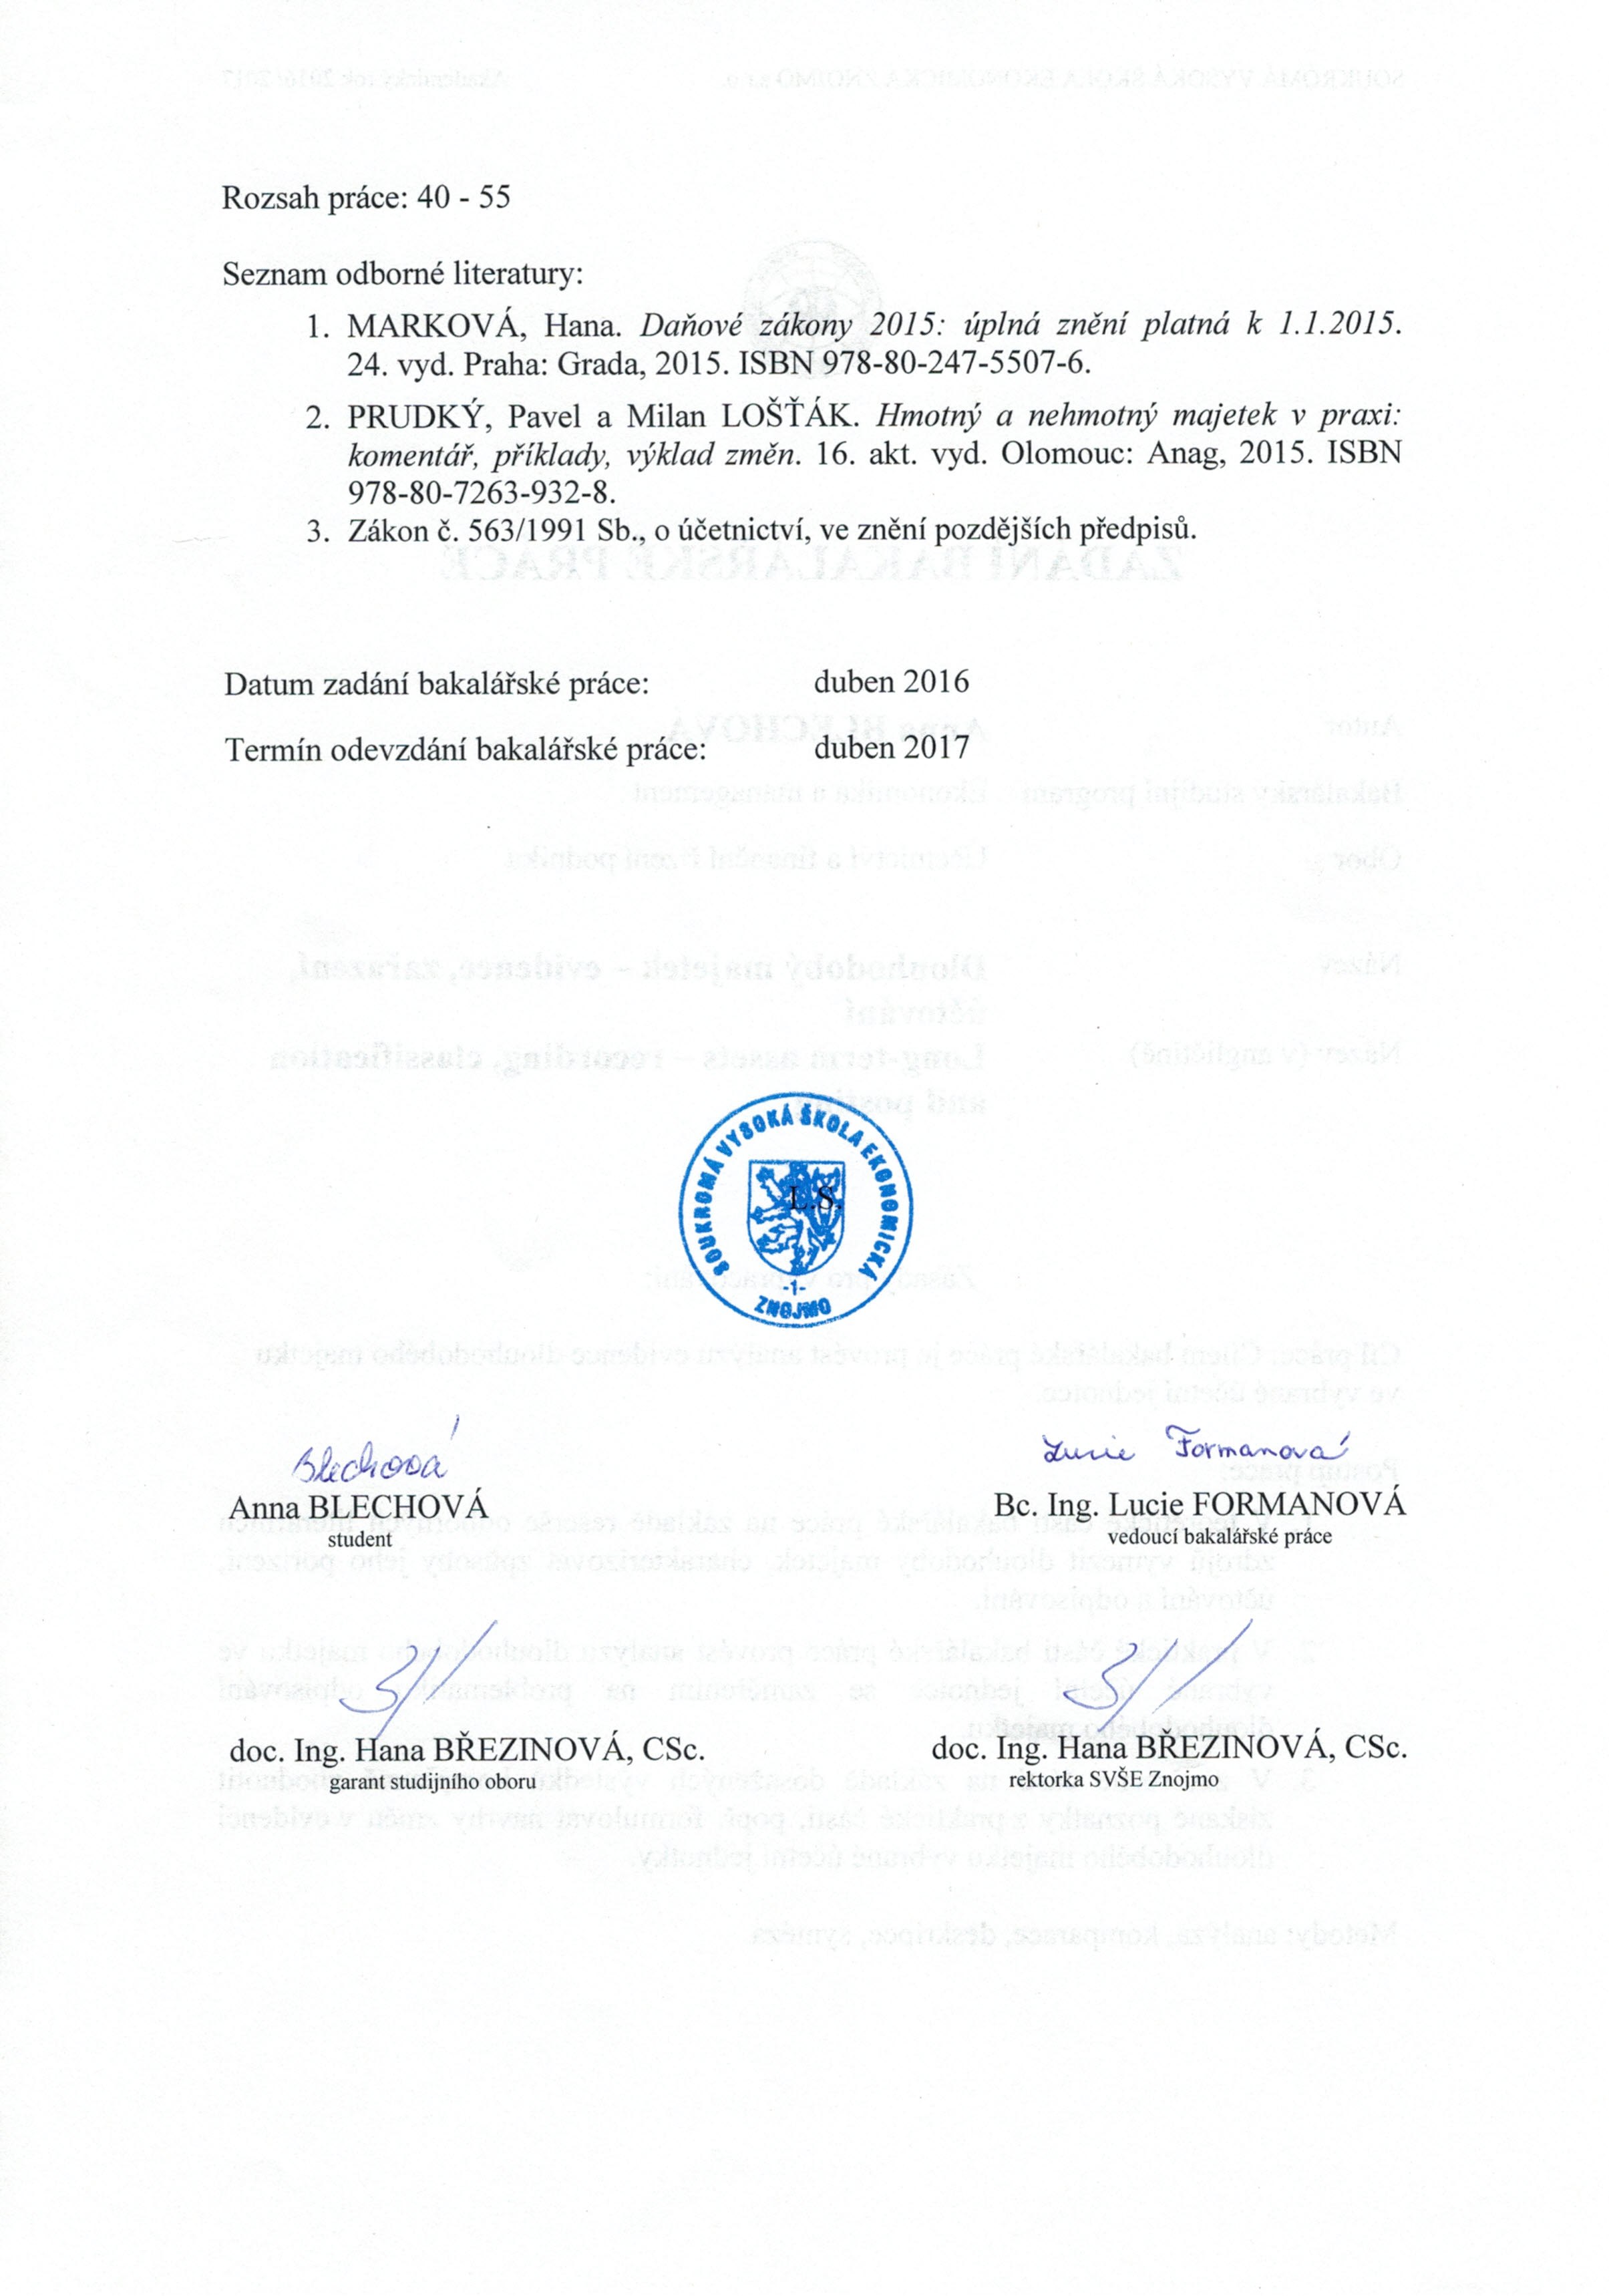 Rozsah práce: 40 - 55
Seznam odborné literatury:
1. MARKOVÁ, Hana. Daňové zákony 2015: úplná znění platná k 1.1.2015.
24. vyd. Praha: Grada, 2015. ISBN 978-80-247-5507-6.
2. PRUDKÝ, Pavel a Milan LOŠŤÁK. Hmotný a nehmotný majetek v praxi:
komentář, příklady, výklad změn. 16. akt. vyd. Olomouc: Anag, 2015. ISBN
978-80-7263-932-8.
3. Zákon č. 563/1991 Sb., o účetnictví, ve znění pozdějších předpisů.
Datum zadání bakalářské práce: duben 2016
Termín odevzdání bakalářské práce: duben 2017
SOUKROMÁ VYSOKÁ ŠKOLA EKONOMICKÁ
L.S.
-1-
ZNOJMO
Blechová
Lucie Formanová
Anna BLECHOVÁ
Bc. Ing. Lucie FORMANOVÁ
student
vedoucí bakalářské práce
doc. Ing. Hana BŘEZINOVÁ, CSc.
doc. Ing. Hana BŘEZINOVÁ, CSc.
garant studijního oboru
rektorka SVŠE Znojmo